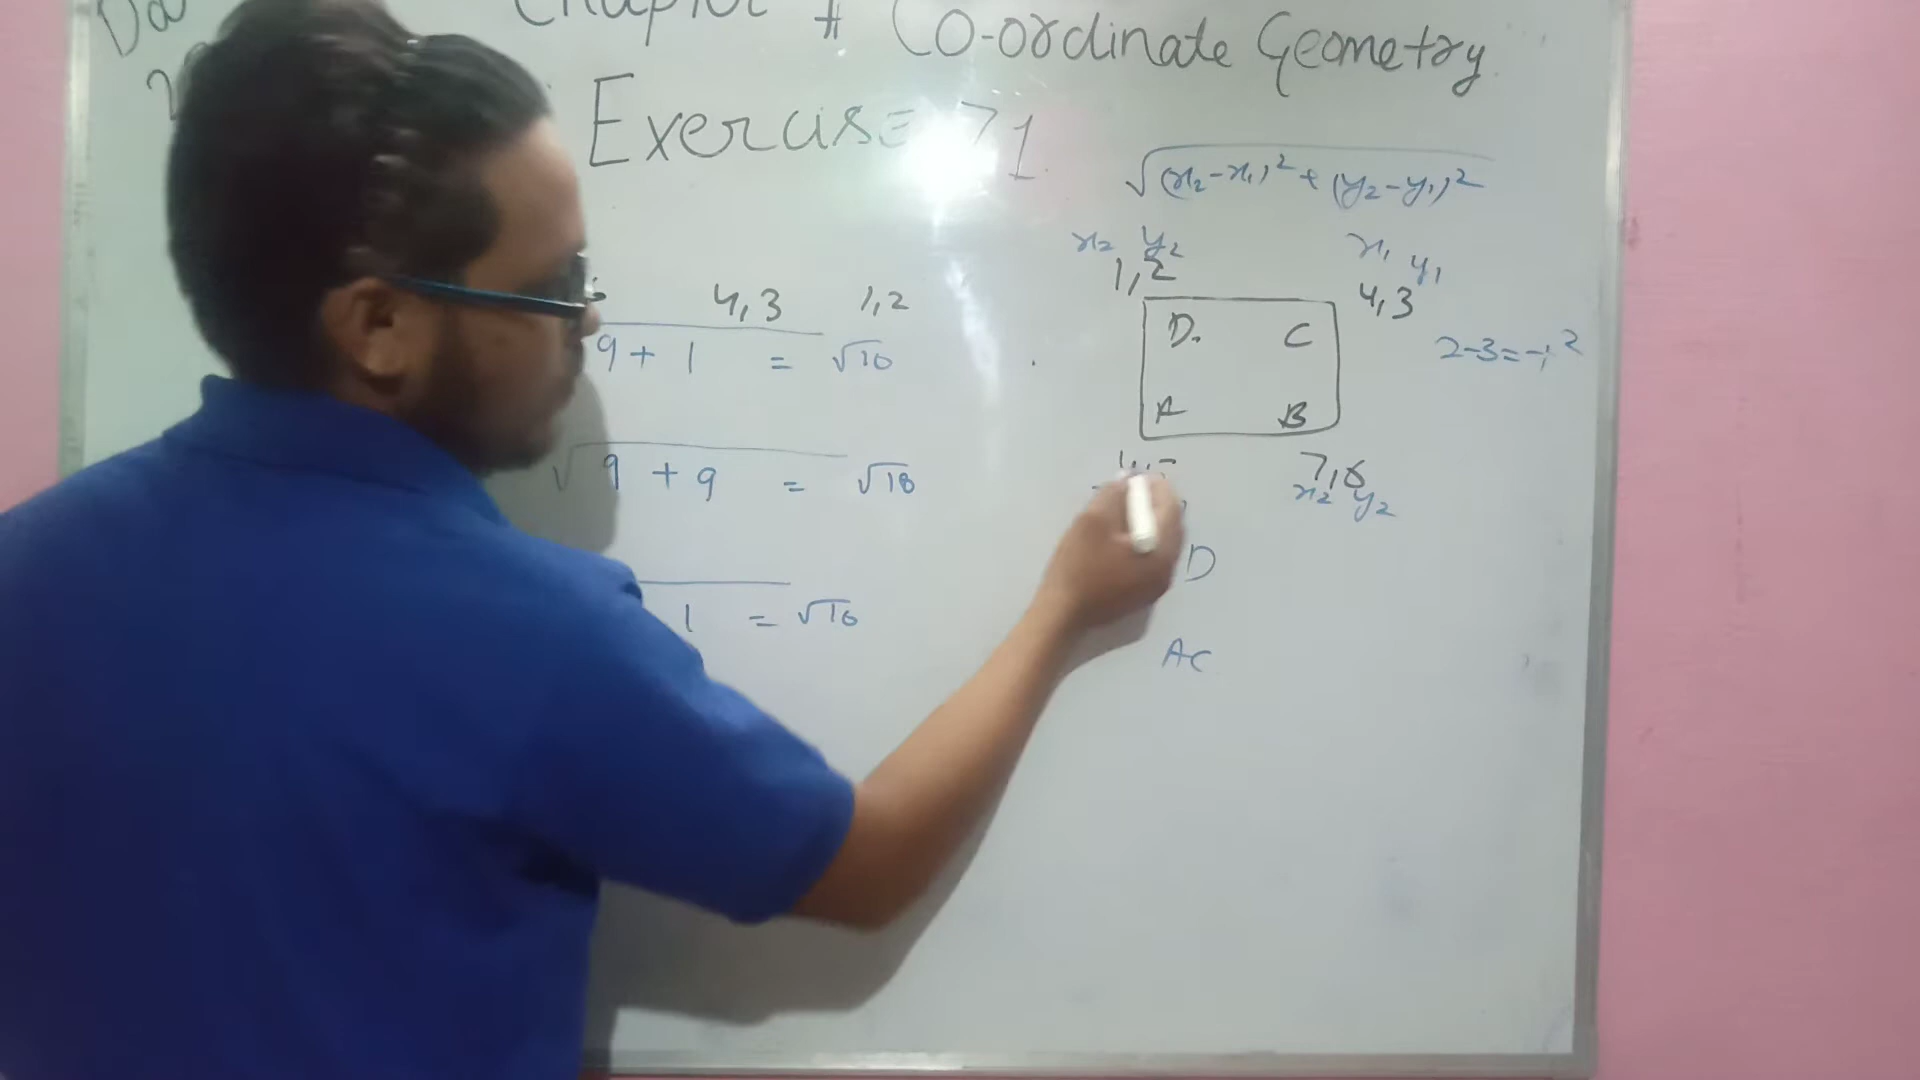 Chapter 7 Co-ordinate Geometry
Exercise 7.1
√(x₂-x₁)² + (y₂-y₁)²
x₂ y₂
x₁ y₁
4,3 1,2
1,2
4,3
9 + 1 = √10
D. C
2-3=-1²
A B
√9 + 9 = √18
7,6
x₂ y₂
D
1 = √10
AC